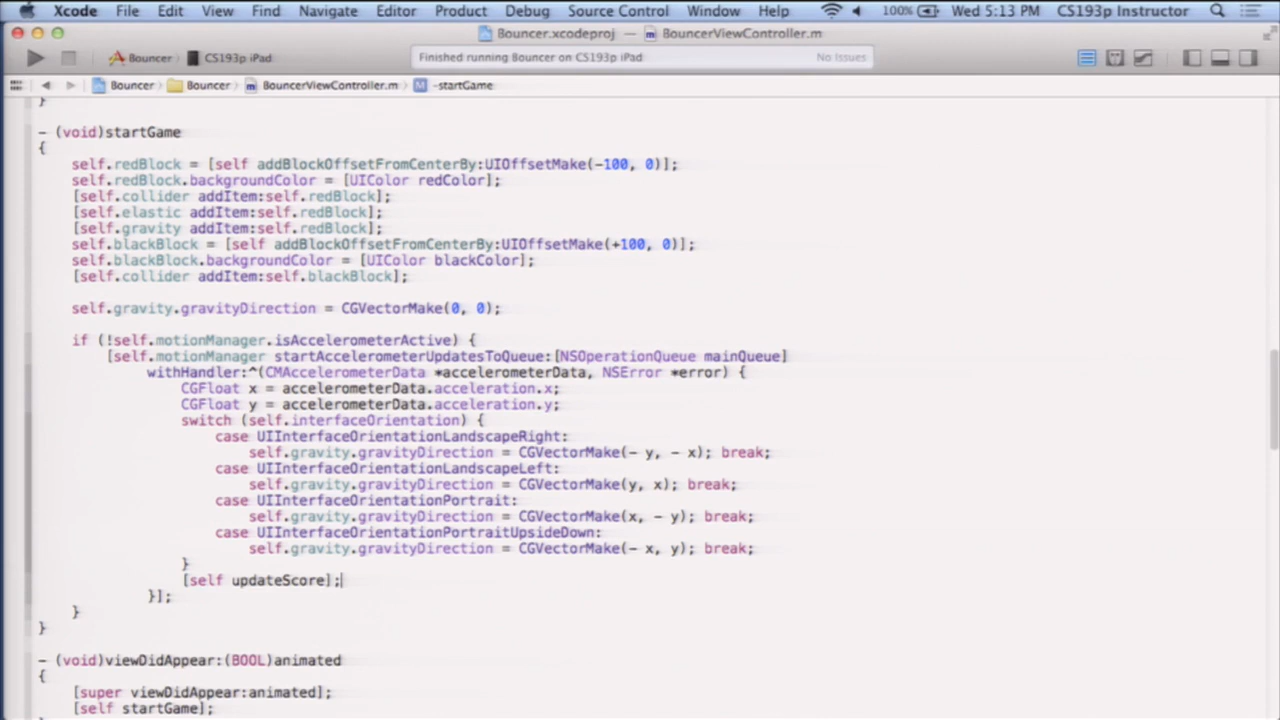 Xcode File Edit View Find Navigate Editor Product Debug Source Control Window Help 100% Wed 5:13 PM CS193p Instructor
Bouncer.xcodeproj — BouncerViewController.m
Bouncer CS193p iPad Finished running Bouncer on CS193p iPad No Issues
Bouncer Bouncer BouncerViewController.m M -startGame
}
- (void)startGame
{
self.redBlock = [self addBlockOffsetFromCenterBy:UIOffsetMake(-100, 0)];
self.redBlock.backgroundColor = [UIColor redColor];
[self.collider addItem:self.redBlock];
[self.elastic addItem:self.redBlock];
[self.gravity addItem:self.redBlock];
self.blackBlock = [self addBlockOffsetFromCenterBy:UIOffsetMake(+100, 0)];
self.blackBlock.backgroundColor = [UIColor blackColor];
[self.collider addItem:self.blackBlock];
self.gravity.gravityDirection = CGVectorMake(0, 0);
if (!self.motionManager.isAccelerometerActive) {
[self.motionManager startAccelerometerUpdatesToQueue:[NSOperationQueue mainQueue]
withHandler:^(CMAccelerometerData *accelerometerData, NSError *error) {
CGFloat x = accelerometerData.acceleration.x;
CGFloat y = accelerometerData.acceleration.y;
switch (self.interfaceOrientation) {
case UIInterfaceOrientationLandscapeRight:
self.gravity.gravityDirection = CGVectorMake(- y, - x); break;
case UIInterfaceOrientationLandscapeLeft:
self.gravity.gravityDirection = CGVectorMake(y, x); break;
case UIInterfaceOrientationPortrait:
self.gravity.gravityDirection = CGVectorMake(x, - y); break;
case UIInterfaceOrientationPortraitUpsideDown:
self.gravity.gravityDirection = CGVectorMake(- x, y); break;
}
[self updateScore];
}];
}
}
- (void)viewDidAppear:(BOOL)animated
{
[super viewDidAppear:animated];
[self startGame];